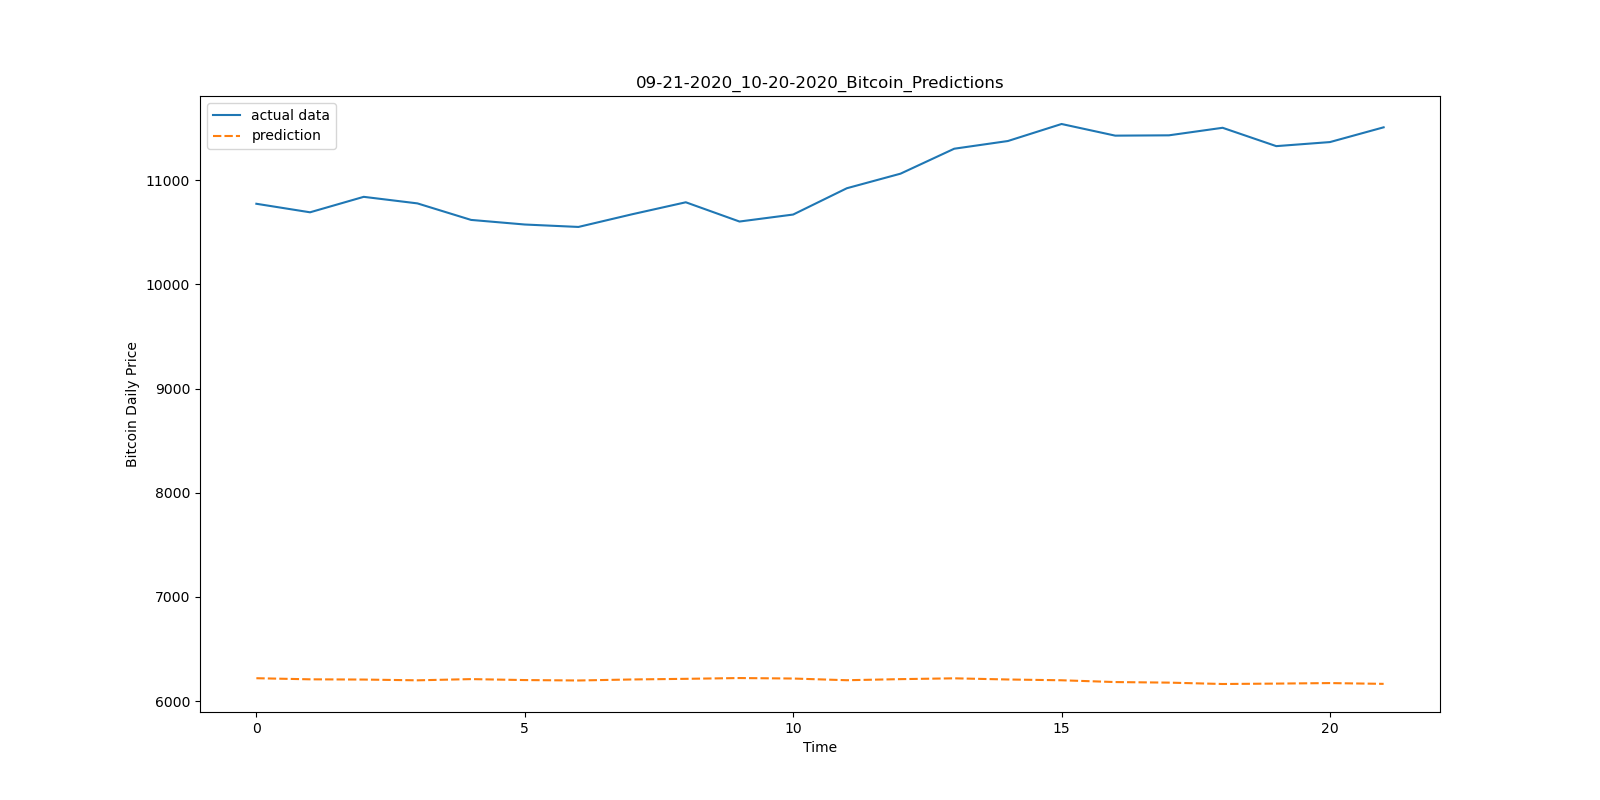 09-21-2020_10-20-2020_Bitcoin_Predictions
actual data
prediction
11000
10000
9000
8000
7000
6000
Bitcoin Daily Price
0 5 10 15 20
Time